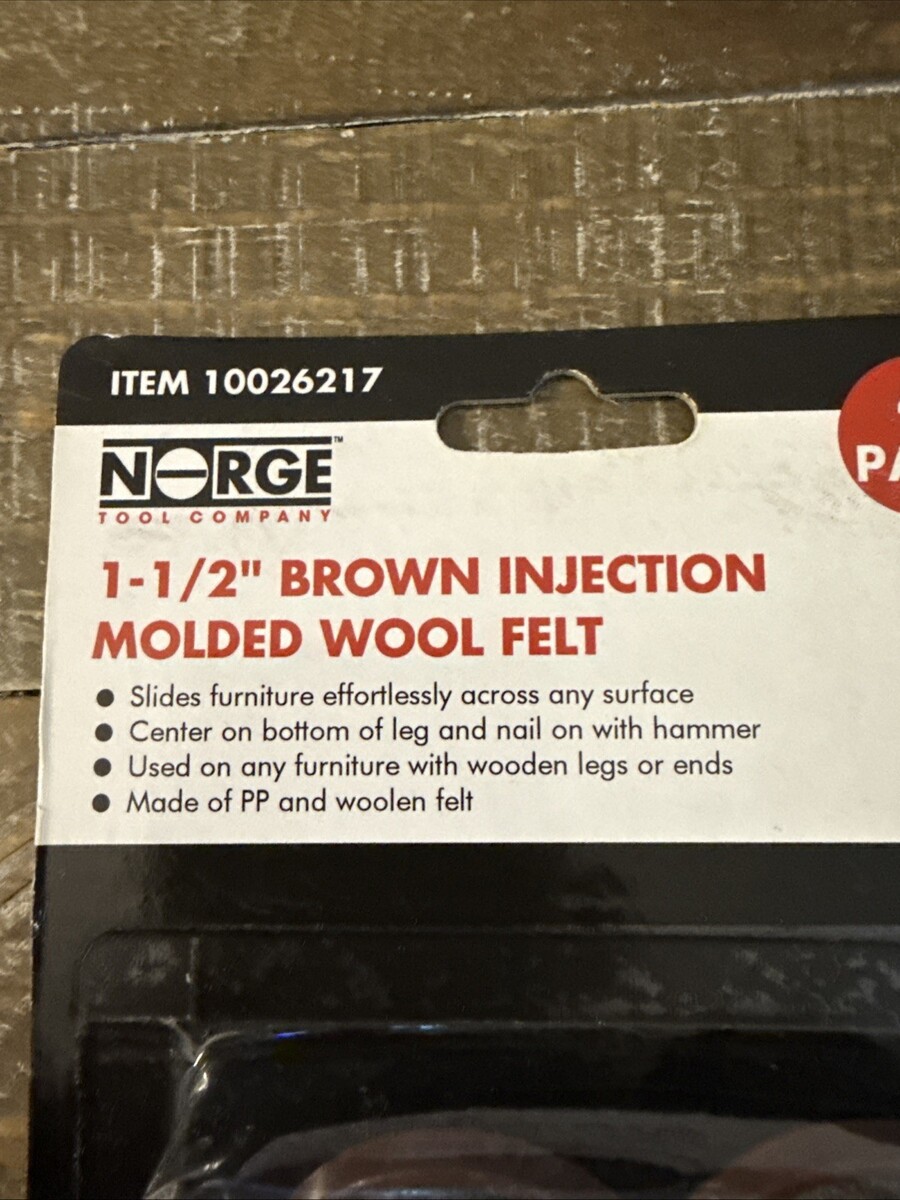 ITEM 10026217
NORGE™
TOOL COMPANY
1-1/2" BROWN INJECTION
MOLDED WOOL FELT
● Slides furniture effortlessly across any surface
● Center on bottom of leg and nail on with hammer
● Used on any furniture with wooden legs or ends
● Made of PP and woolen felt